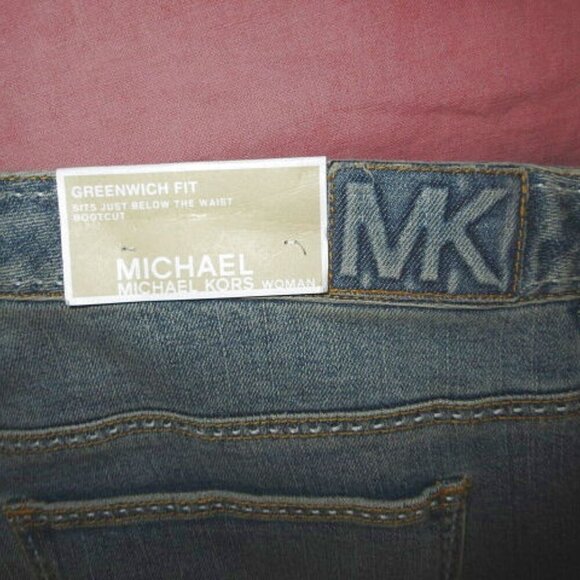 GREENWICH FIT
SITS JUST BELOW THE WAIST
BOOTCUT
MICHAEL
MICHAEL KORS WOMAN
MK